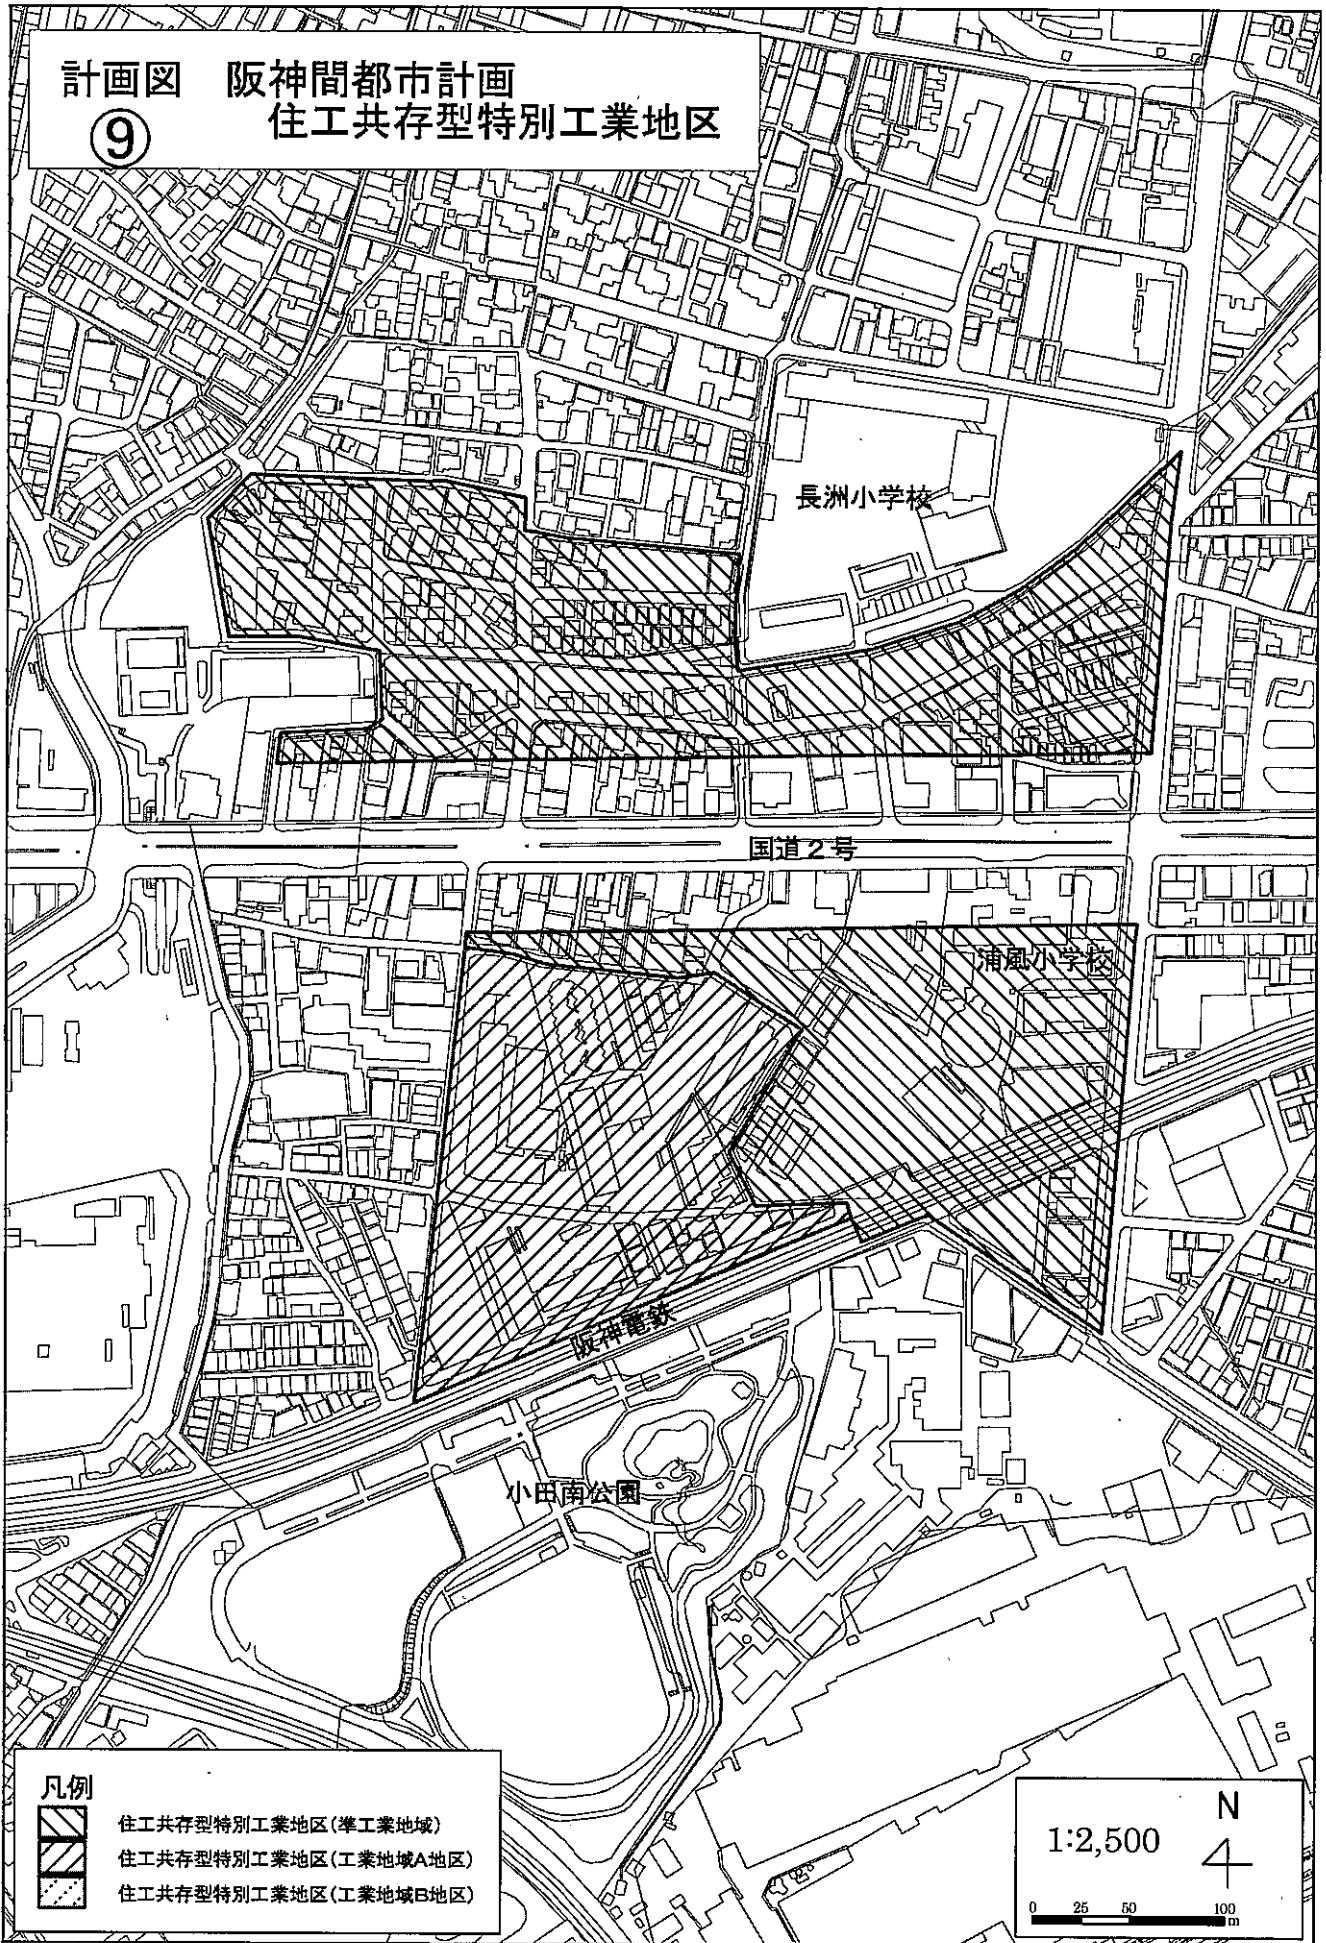 計画図 阪神間都市計画
⑨ 住工共存型特別工業地区
長洲小学校
国道2号
浦風小学校
阪神電鉄
小田南公園
凡例
住工共存型特別工業地区(準工業地域)
住工共存型特別工業地区(工業地域A地区)
住工共存型特別工業地区(工業地域B地区)
N
1:2,500
0 25 50 100
m